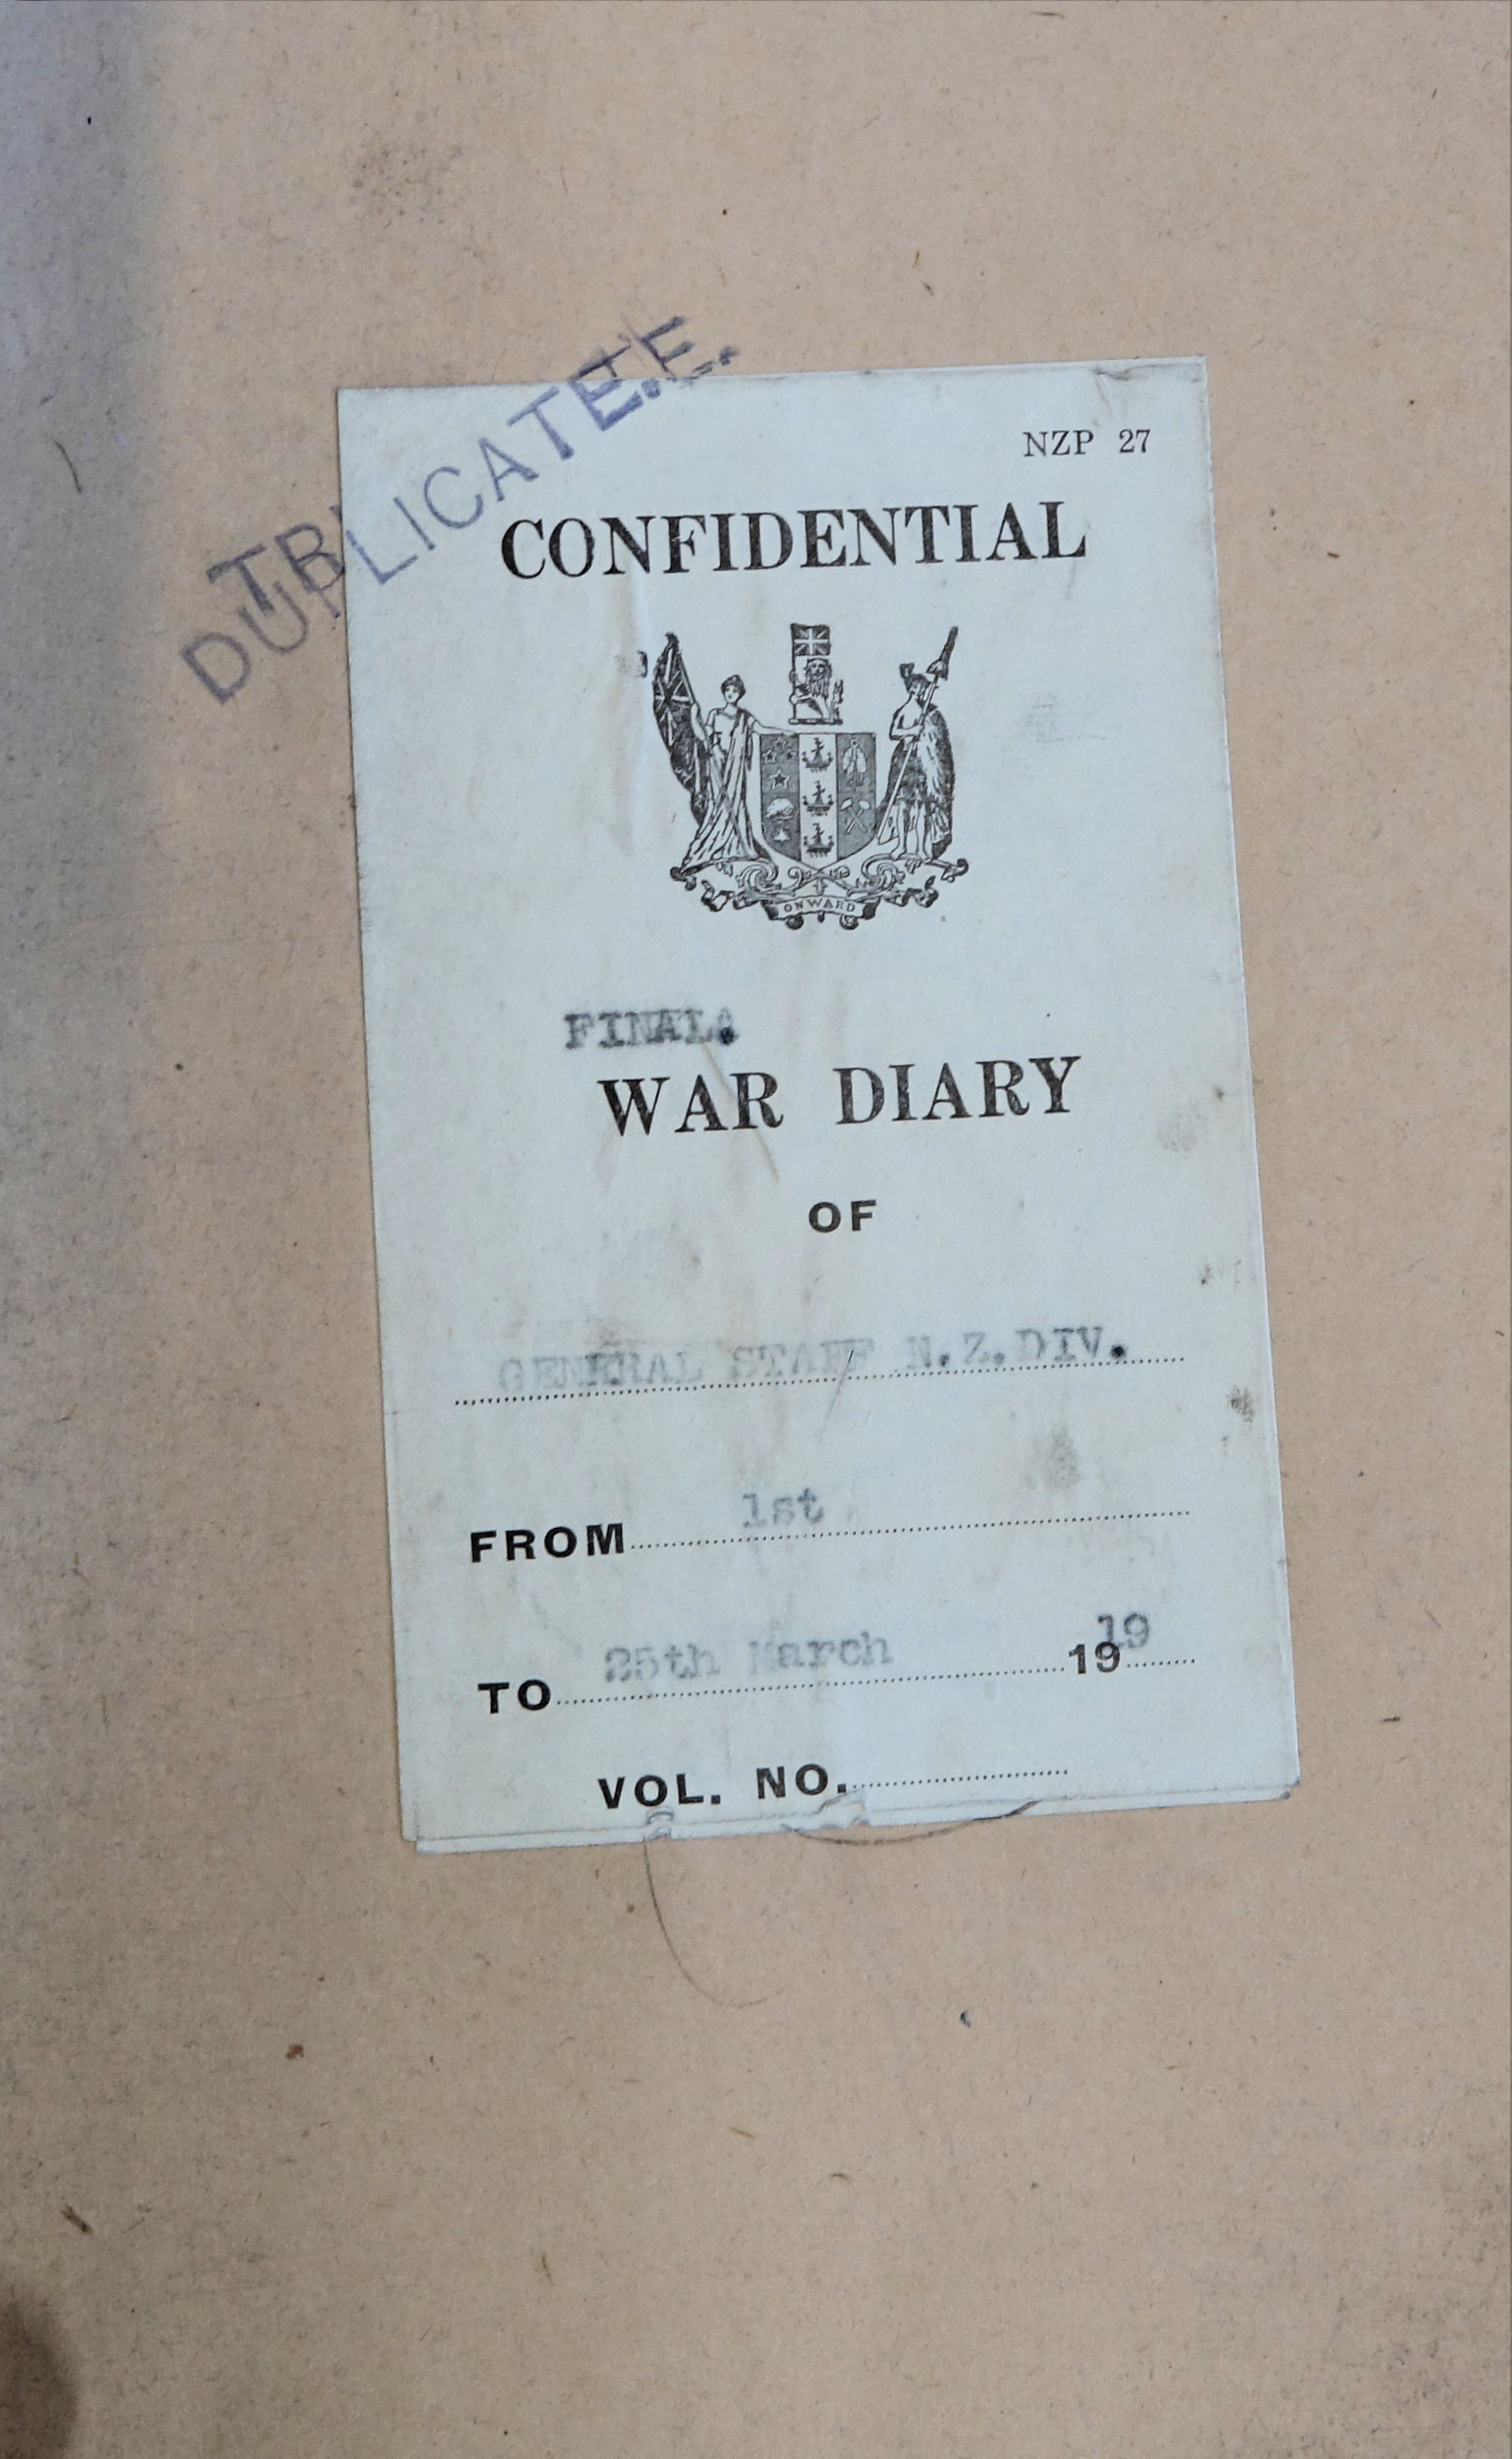 DUPLICATE.
NZP 27
CONFIDENTIAL
ONWARD
FINAL.
WAR DIARY
OF
GENERAL STAFF N.Z.DIV.
FROM 1st
TO 25th March 1919
VOL. NO.